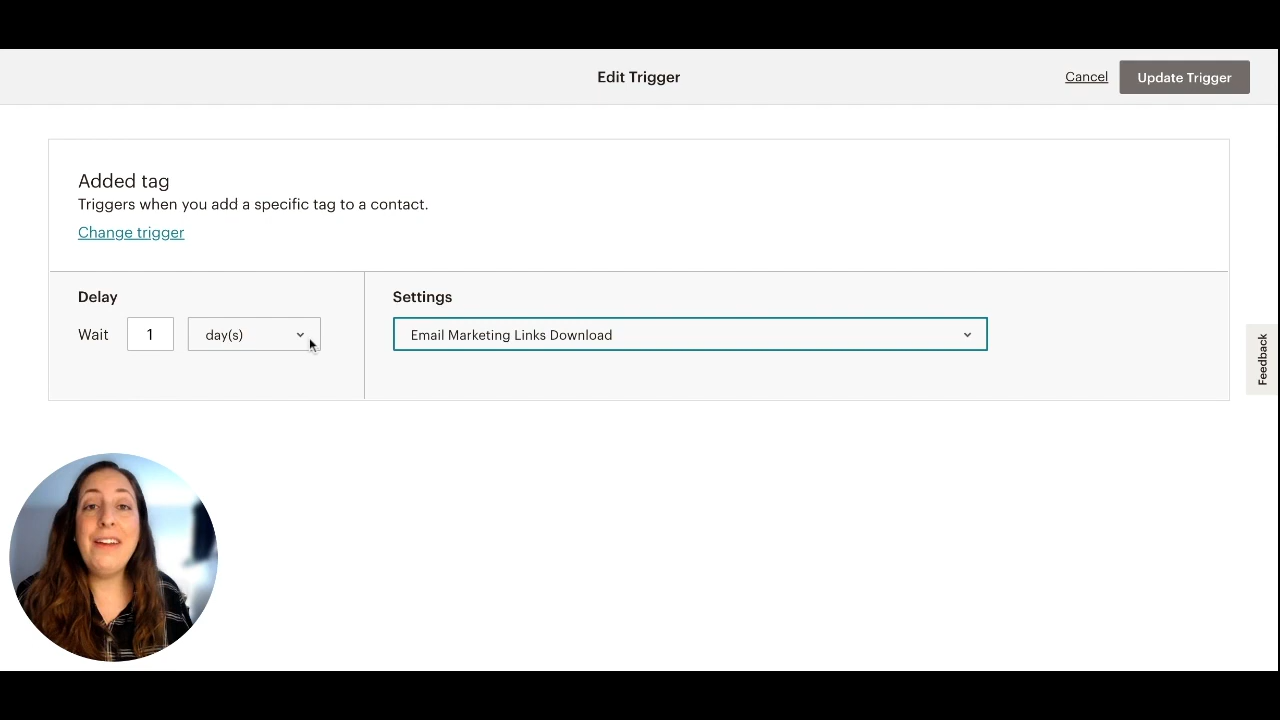 Edit Trigger
Cancel
Update Trigger
Added tag
Triggers when you add a specific tag to a contact.
Change trigger
Delay
Wait 1 day(s)
Settings
Email Marketing Links Download
Feedback